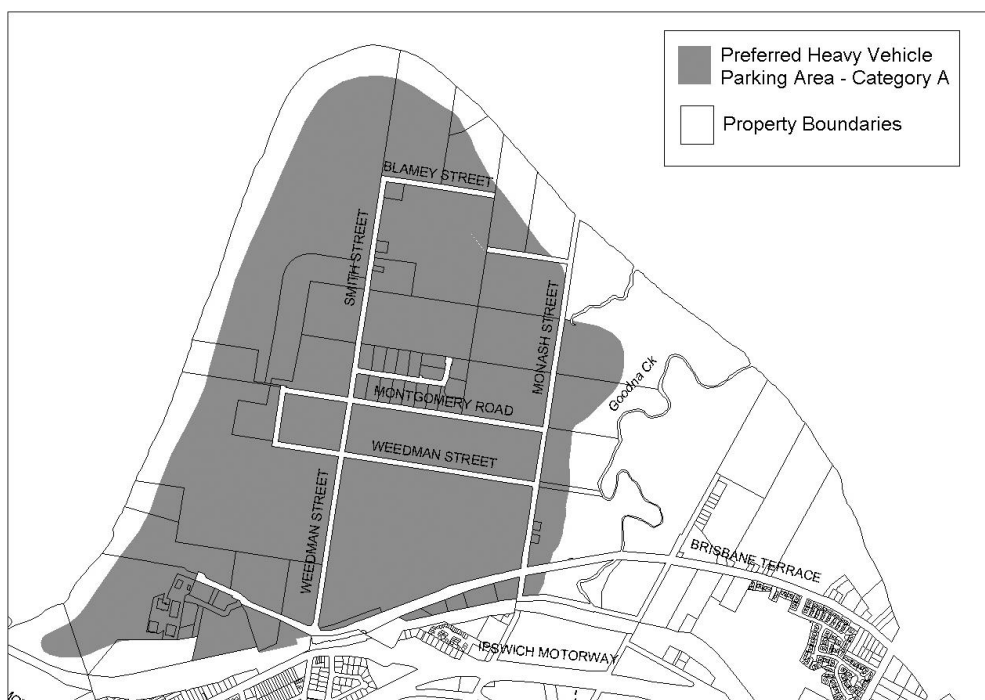 Preferred Heavy Vehicle
Parking Area - Category A
Property Boundaries
BLAMEY STREET
SMITH STREET
MONASH STREET
Goodna Ck
MONTGOMERY ROAD
WEEDMAN STREET
WEEDMAN STREET
BRISBANE TERRACE
IPSWICH MOTORWAY